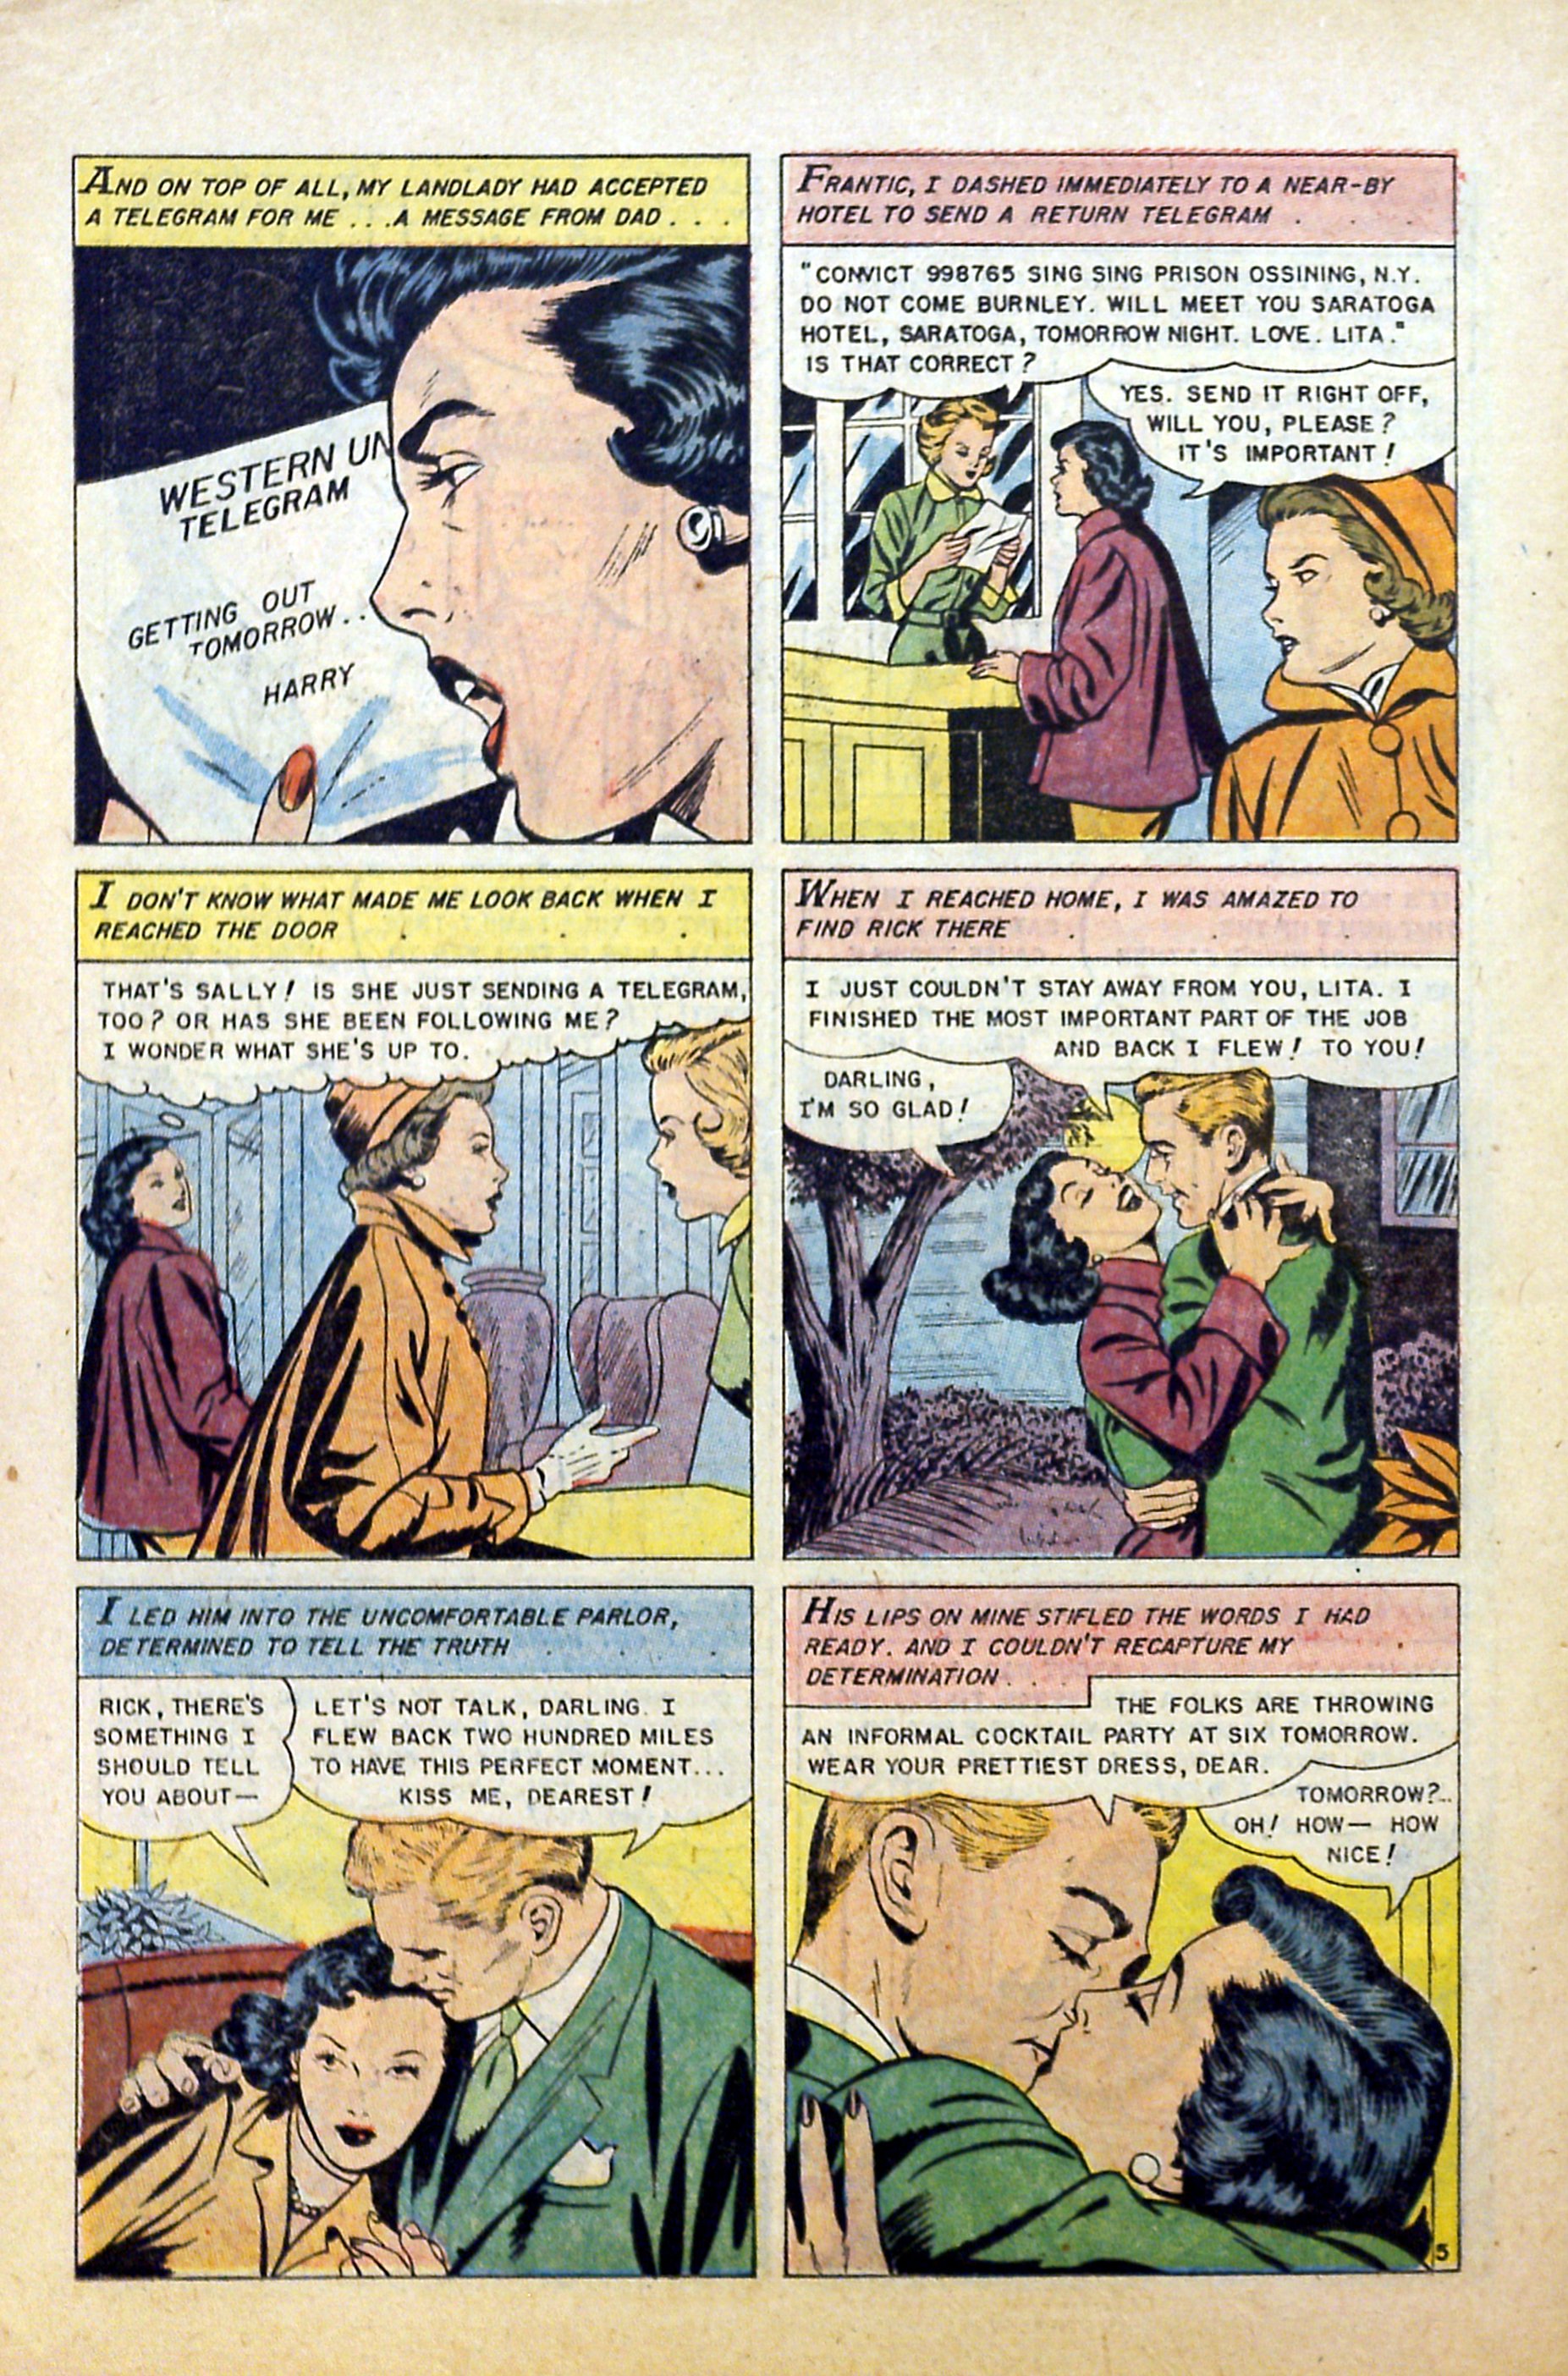 AND ON TOP OF ALL, MY LANDLADY HAD ACCEPTED
A TELEGRAM FOR ME . . . A MESSAGE FROM DAD . . .
WESTERN UN
TELEGRAM
GETTING OUT
TOMORROW . .
HARRY
FRANTIC, I DASHED IMMEDIATELY TO A NEAR-BY
HOTEL TO SEND A RETURN TELEGRAM . . .
"CONVICT 998765 SING SING PRISON OSSINING, N.Y.
DO NOT COME BURNLEY. WILL MEET YOU SARATOGA
HOTEL, SARATOGA, TOMORROW NIGHT. LOVE. LITA."
IS THAT CORRECT?
YES. SEND IT RIGHT OFF,
WILL YOU, PLEASE?
IT'S IMPORTANT!
I DON'T KNOW WHAT MADE ME LOOK BACK WHEN I
REACHED THE DOOR . . .
THAT'S SALLY! IS SHE JUST SENDING A TELEGRAM,
TOO? OR HAS SHE BEEN FOLLOWING ME?
I WONDER WHAT SHE'S UP TO.
WHEN I REACHED HOME, I WAS AMAZED TO
FIND RICK THERE . . .
I JUST COULDN'T STAY AWAY FROM YOU, LITA. I
FINISHED THE MOST IMPORTANT PART OF THE JOB
AND BACK I FLEW! TO YOU!
DARLING,
I'M SO GLAD!
I LED HIM INTO THE UNCOMFORTABLE PARLOR,
DETERMINED TO TELL THE TRUTH . . . .
RICK, THERE'S
SOMETHING I
SHOULD TELL
YOU ABOUT—
LET'S NOT TALK, DARLING. I
FLEW BACK TWO HUNDRED MILES
TO HAVE THIS PERFECT MOMENT...
KISS ME, DEAREST!
HIS LIPS ON MINE STIFLED THE WORDS I HAD
READY. AND I COULDN'T RECAPTURE MY
DETERMINATION . . .
THE FOLKS ARE THROWING
AN INFORMAL COCKTAIL PARTY AT SIX TOMORROW.
WEAR YOUR PRETTIEST DRESS, DEAR.
TOMORROW?..
OH! HOW— HOW
NICE!
5